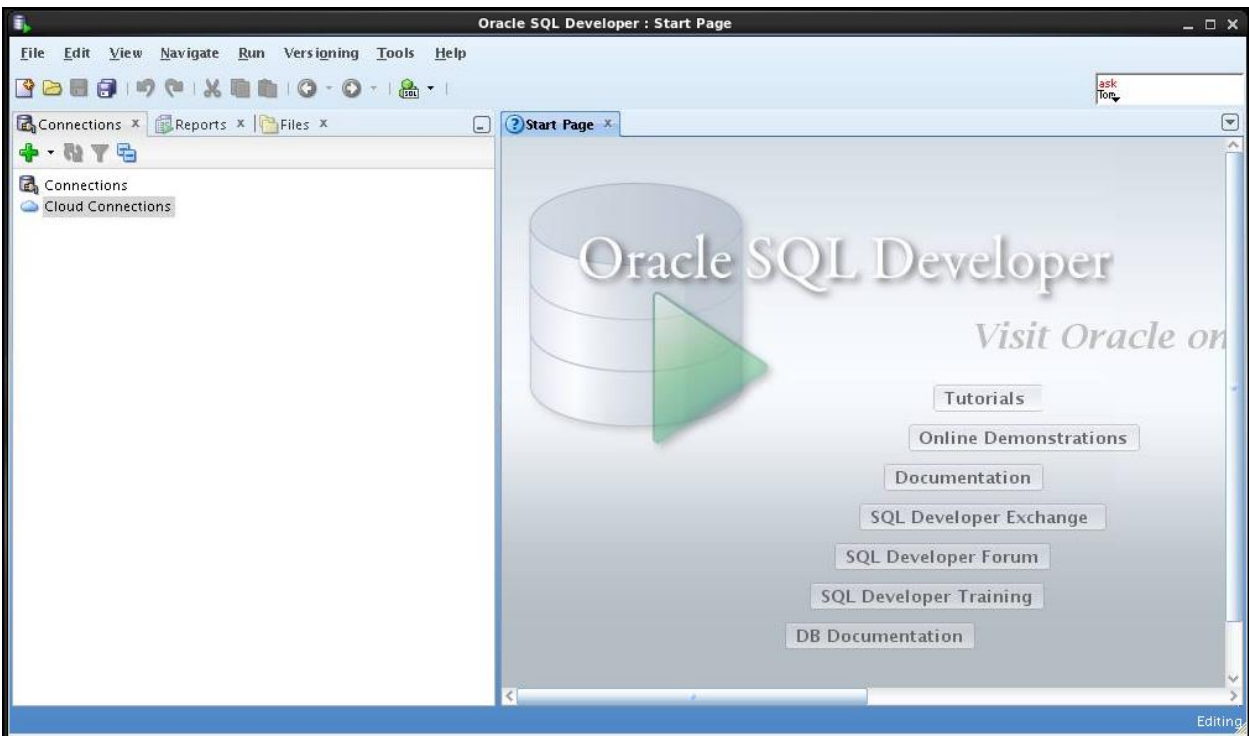 Oracle SQL Developer : Start Page
File Edit View Navigate Run Versioning Tools Help
SQL
ask
Tom
Connections x Reports x Files x
Start Page x
Connections
Cloud Connections
Oracle SQL Developer
Visit Oracle on
Tutorials
Online Demonstrations
Documentation
SQL Developer Exchange
SQL Developer Forum
SQL Developer Training
DB Documentation
Editing